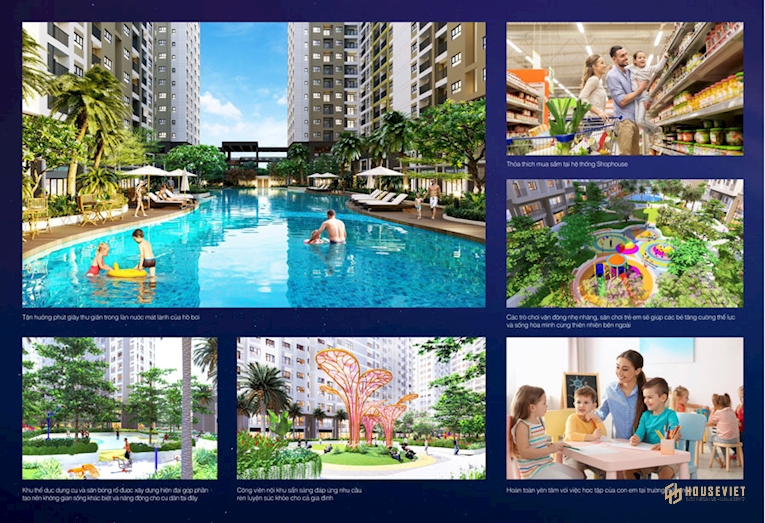 Thỏa thích mua sắm tại hệ thống Shophouse
Tận hưởng phút giây thư giãn trong làn nước mát lành của hồ bơi
Các trò chơi vận động nhẹ nhàng, sân chơi trẻ em sẽ giúp các bé tăng cường thể lực
và sống hòa mình cùng thiên nhiên bên ngoài
Khu thể dục dụng cụ và sân bóng rổ được xây dựng hiện đại góp phần
tạo nên không gian sống khác biệt và năng động cho cư dân tại đây
Công viên nội khu sẵn sàng đáp ứng nhu cầu
rèn luyện sức khỏe cho cả gia đình
Hoàn toàn yên tâm với việc học tập của con em tại trường
HOUSEVIET